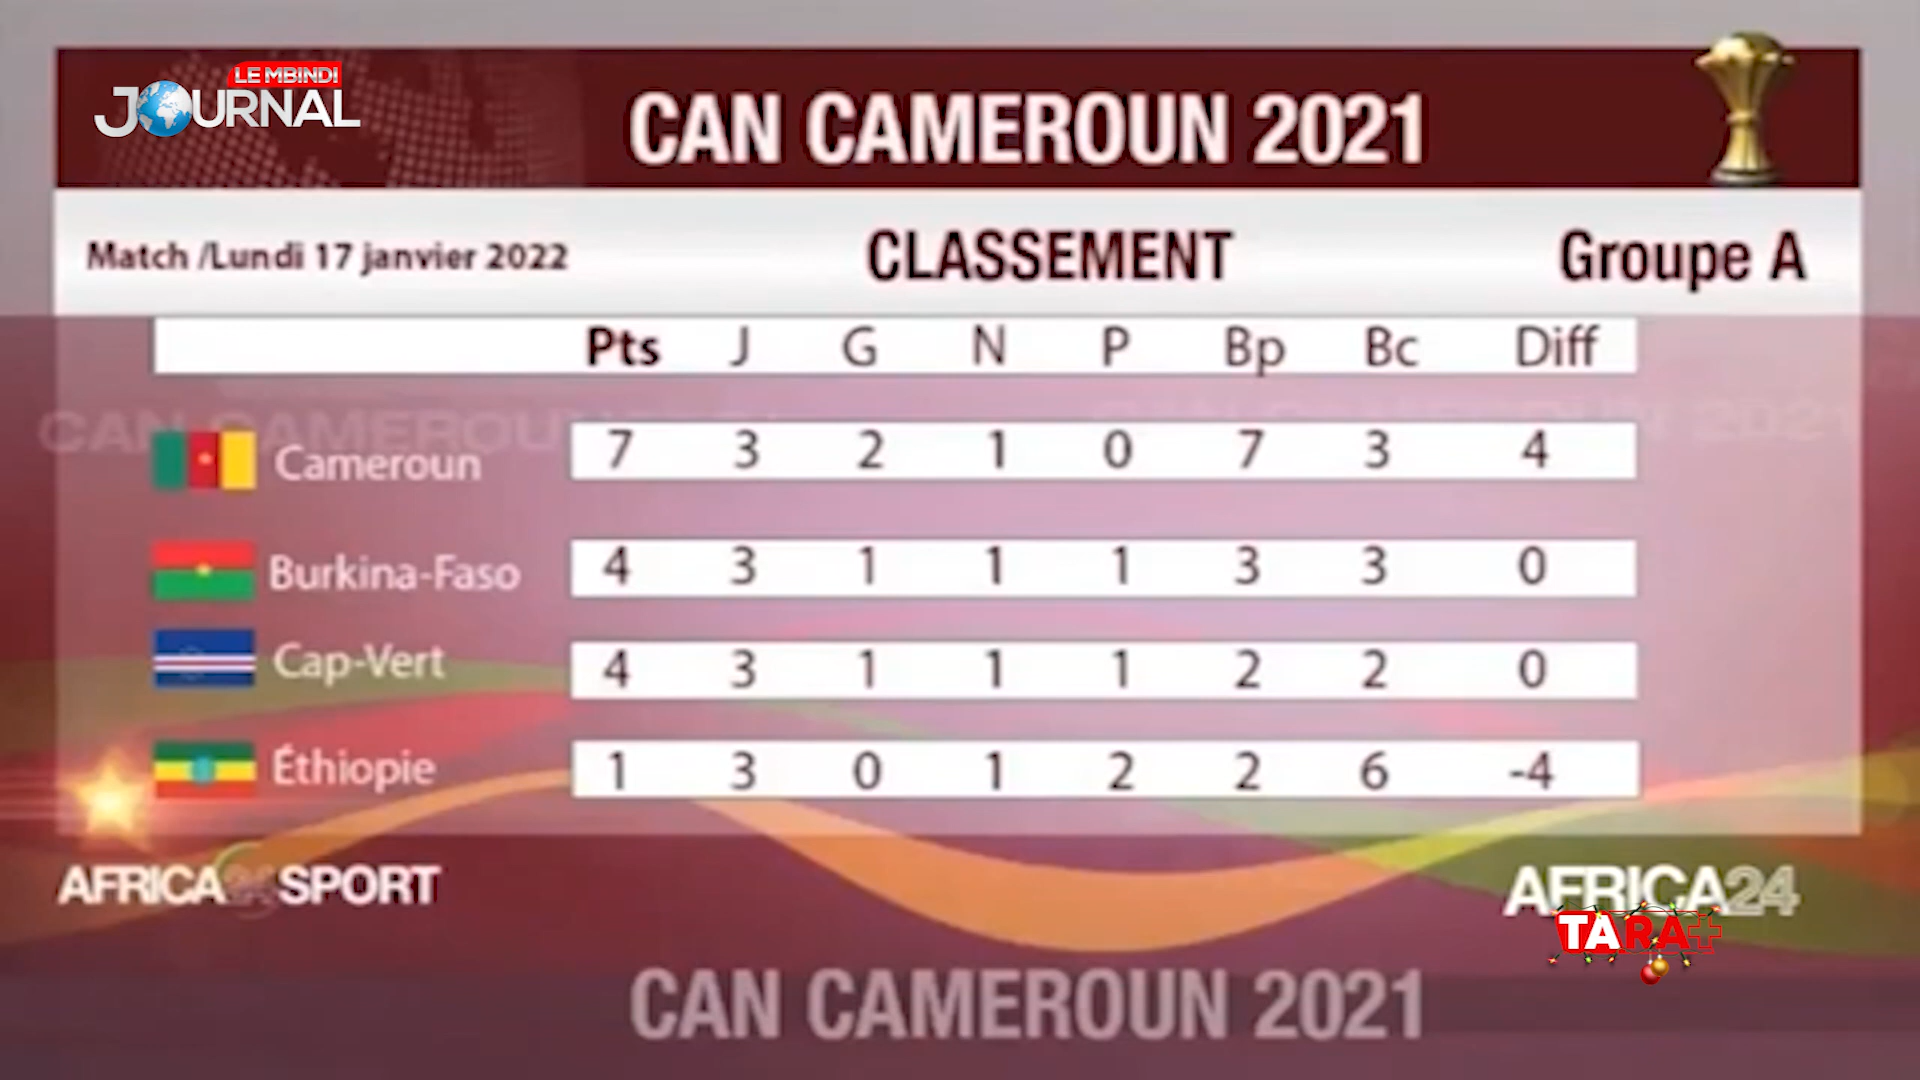 LE MBINDI
JOURNAL
CAN CAMEROUN 2021
Match /Lundi 17 janvier 2022
CLASSEMENT
Groupe A
Pts J G N P Bp Bc Diff
CAN CAMEROUN 2021
Cameroun 7 3 2 1 0 7 3 4
Burkina-Faso 4 3 1 1 1 3 3 0
Cap-Vert 4 3 1 1 1 2 2 0
Éthiopie 1 3 0 1 2 2 6 -4
AFRICA24 SPORT
AFRICA24
TARA+
CAN CAMEROUN 2021